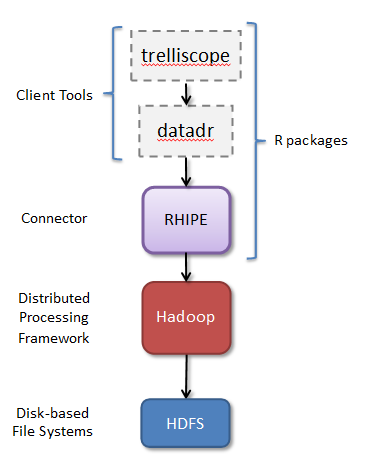 trelliscope
Client Tools
datadr
R packages
Connector
RHIPE
Distributed
Processing
Framework
Hadoop
Disk-based
File Systems
HDFS